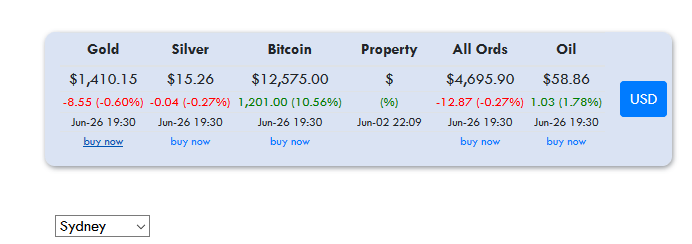 Gold Silver Bitcoin Property All Ords Oil
$1,410.15 $15.26 $12,575.00 $ $4,695.90 $58.86
-8.55 (-0.60%) -0.04 (-0.27%) 1,201.00 (10.56%) (%) -12.87 (-0.27%) 1.03 (1.78%)
USD
Jun-26 19:30 Jun-26 19:30 Jun-26 19:30 Jun-02 22:09 Jun-26 19:30 Jun-26 19:30
buy now buy now buy now buy now buy now
Sydney